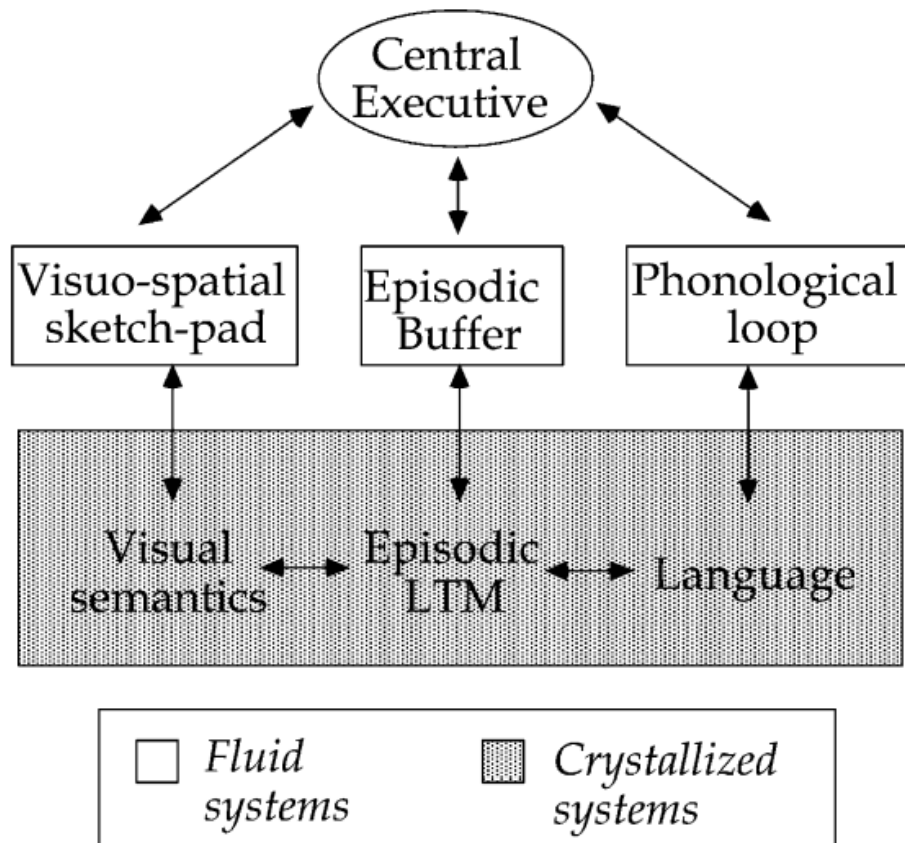 Central
Executive
Visuo-spatial
sketch-pad
Episodic
Buffer
Phonological
loop
Visual
semantics
Episodic
LTM
Language
Fluid
systems
Crystallized
systems